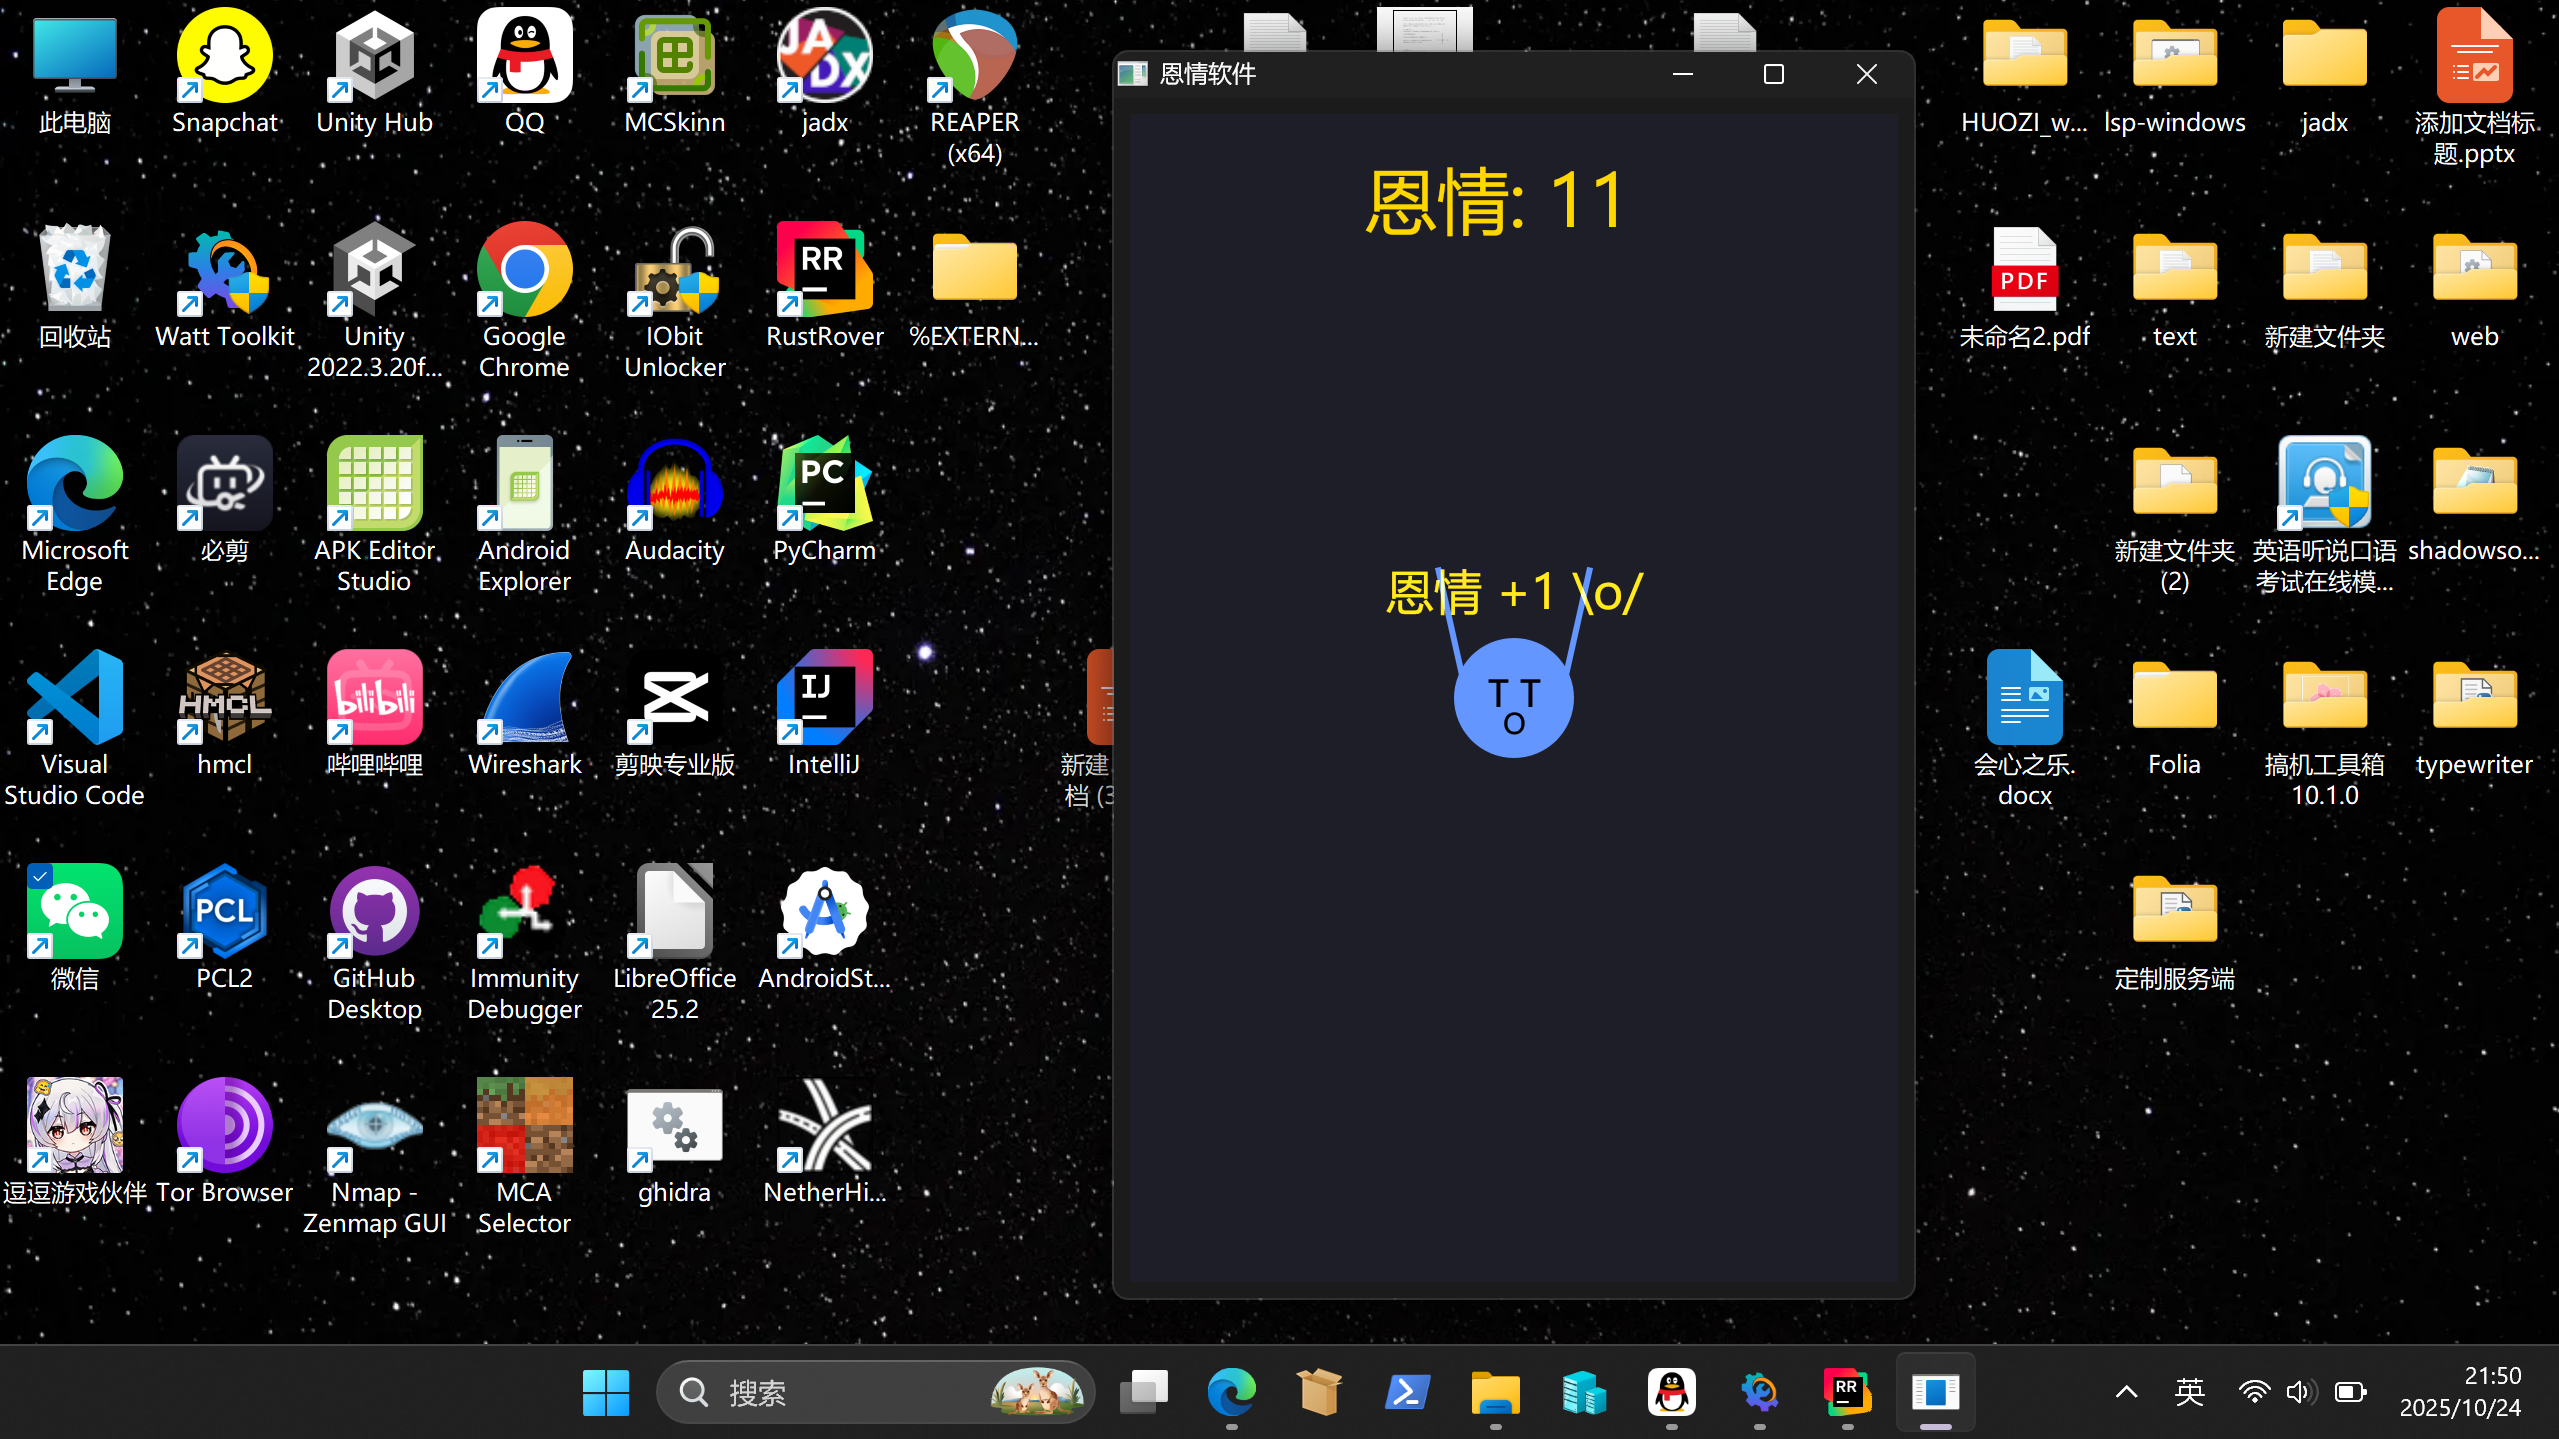 此电脑
Snapchat
Unity Hub
QQ
MCSkinn
jadx
REAPER
(x64)
回收站
Watt Toolkit
Unity
2022.3.20f...
Google
Chrome
IObit
Unlocker
RustRover
%EXTERN...
Microsoft
Edge
必剪
APK Editor
Studio
Android
Explorer
Audacity
PyCharm
Visual
Studio Code
hmcl
哔哩哔哩
Wireshark
剪映专业版
IntelliJ
新建
档 (3
微信
PCL2
GitHub
Desktop
Immunity
Debugger
LibreOffice
25.2
AndroidSt...
逗逗游戏伙伴
Tor Browser
Nmap -
Zenmap GUI
MCA
Selector
ghidra
NetherHi...
恩情软件
恩情: 11
恩情 +1 \o/
T T
O
HUOZI_w...
lsp-windows
jadx
添加文档标
题.pptx
PDF
未命名2.pdf
text
新建文件夹
web
新建文件夹
(2)
英语听说口语
考试在线模...
shadowso...
会心之乐.
docx
Folia
搞机工具箱
10.1.0
typewriter
定制服务端
搜索
英
21:50
2025/10/24